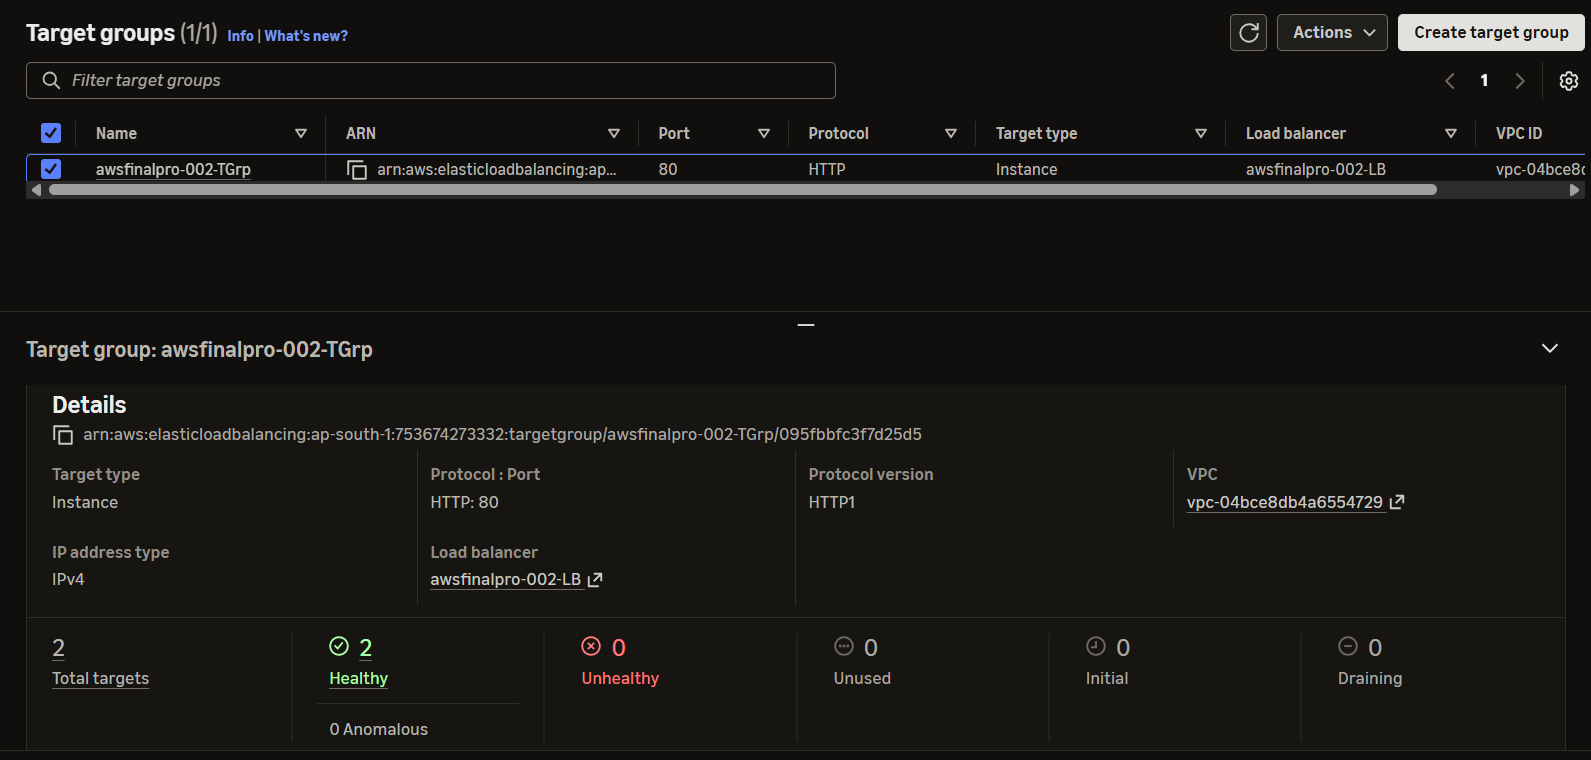 Target groups (1/1) Info | What's new? Actions Create target group
Filter target groups 1
Name ARN Port Protocol Target type Load balancer VPC ID
awsfinalpro-002-TGrp arn:aws:elasticloadbalancing:ap... 80 HTTP Instance awsfinalpro-002-LB vpc-04bce8d
Target group: awsfinalpro-002-TGrp
Details
arn:aws:elasticloadbalancing:ap-south-1:753674273332:targetgroup/awsfinalpro-002-TGrp/095fbbfc3f7d25d5
Target type Protocol : Port Protocol version VPC
Instance HTTP: 80 HTTP1 vpc-04bce8db4a6554729
IP address type Load balancer
IPv4 awsfinalpro-002-LB
2 2 0 0 0 0
Total targets Healthy Unhealthy Unused Initial Draining
0 Anomalous